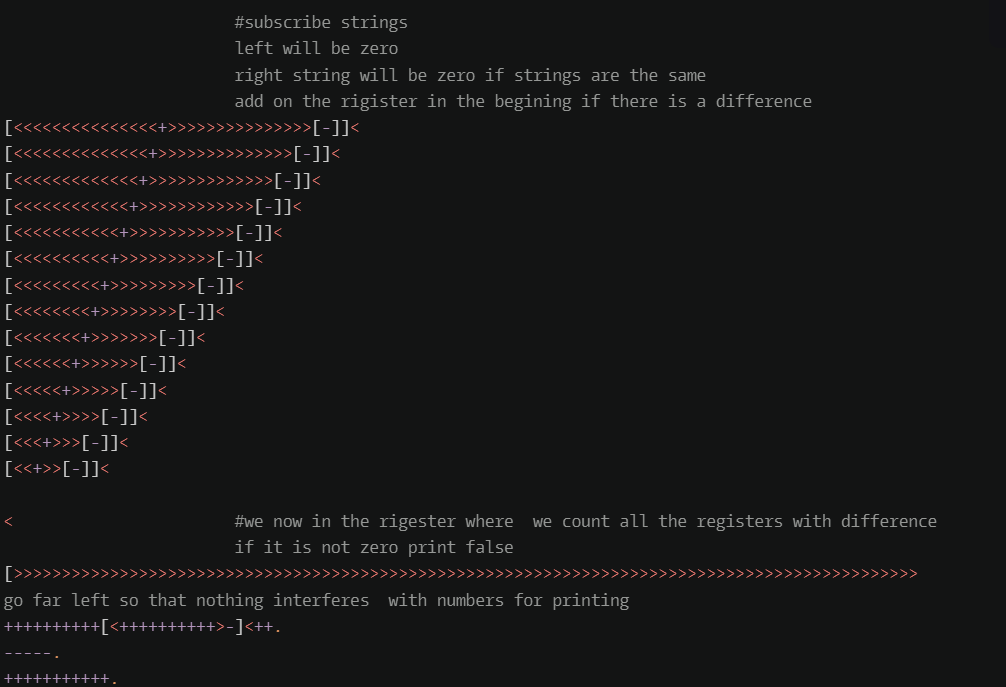 #subscribe strings
left will be zero
right string will be zero if strings are the same
add on the rigister in the begining if there is a difference
[<<<<<<<<<<<<<<<+>>>>>>>>>>>>>>>[-]]<
[<<<<<<<<<<<<<<+>>>>>>>>>>>>>>[-]]<
[<<<<<<<<<<<<<+>>>>>>>>>>>>>[-]]<
[<<<<<<<<<<<<+>>>>>>>>>>>>[-]]<
[<<<<<<<<<<<+>>>>>>>>>>>[-]]<
[<<<<<<<<<<+>>>>>>>>>>[-]]<
[<<<<<<<<<+>>>>>>>>>[-]]<
[<<<<<<<<+>>>>>>>>[-]]<
[<<<<<<<+>>>>>>>[-]]<
[<<<<<<+>>>>>>[-]]<
[<<<<<+>>>>>[-]]<
[<<<<+>>>>[-]]<
[<<<+>>>[-]]<
[<<+>>[-]]<
< #we now in the rigester where  we count all the registers with difference
if it is not zero print false
[>>>>>>>>>>>>>>>>>>>>>>>>>>>>>>>>>>>>>>>>>>>>>>>>>>>>>>>>>>>>>>>>>>>>>>>>>>>>>>>>>>>>>>>>>>>>>>
go far left so that nothing interferes  with numbers for printing
++++++++++[<++++++++++>-]<++.
-----.
+++++++++++.